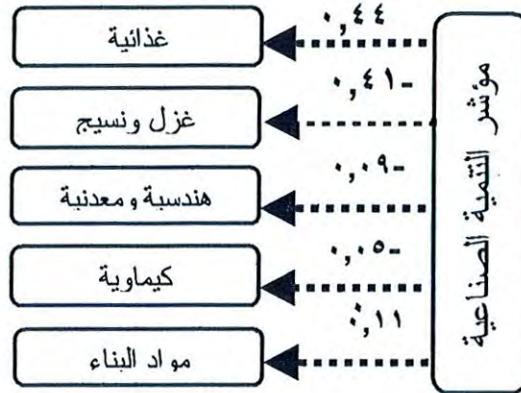 مؤشر التنمية الصناعية
٠,٤٤
غذائية
-٠,٤١
غزل ونسيج
-٠,٠٩
هندسية ومعدنية
-٠,٠٥
كيماوية
٠,١١
مواد البناء